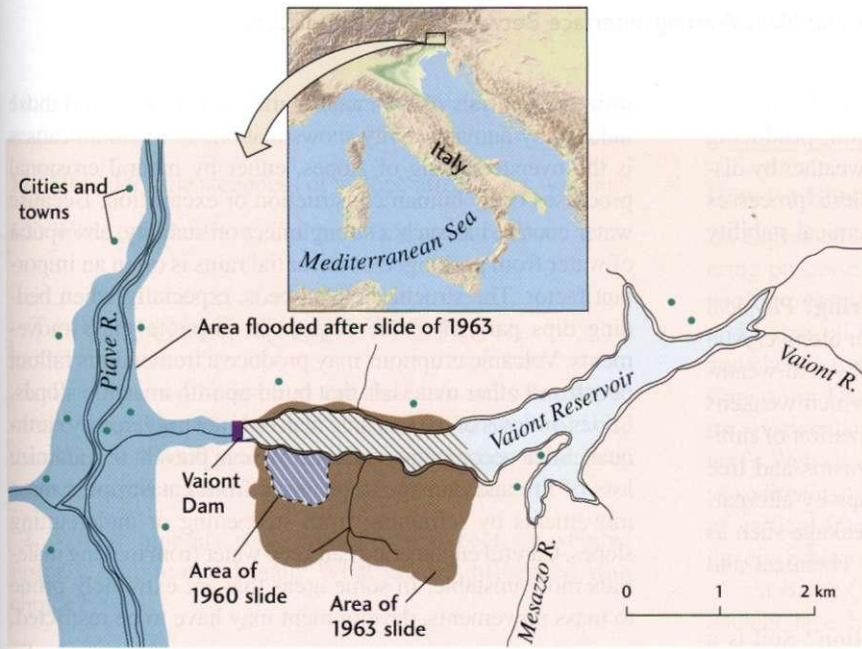 Italy
Mediterranean Sea
Cities and
towns
Piave R.
Area flooded after slide of 1963
Vaiont Reservoir
Vaiont R.
Vaiont
Dam
Area of
1960 slide
Area of
1963 slide
Mesazzo R.
0 1 2 km